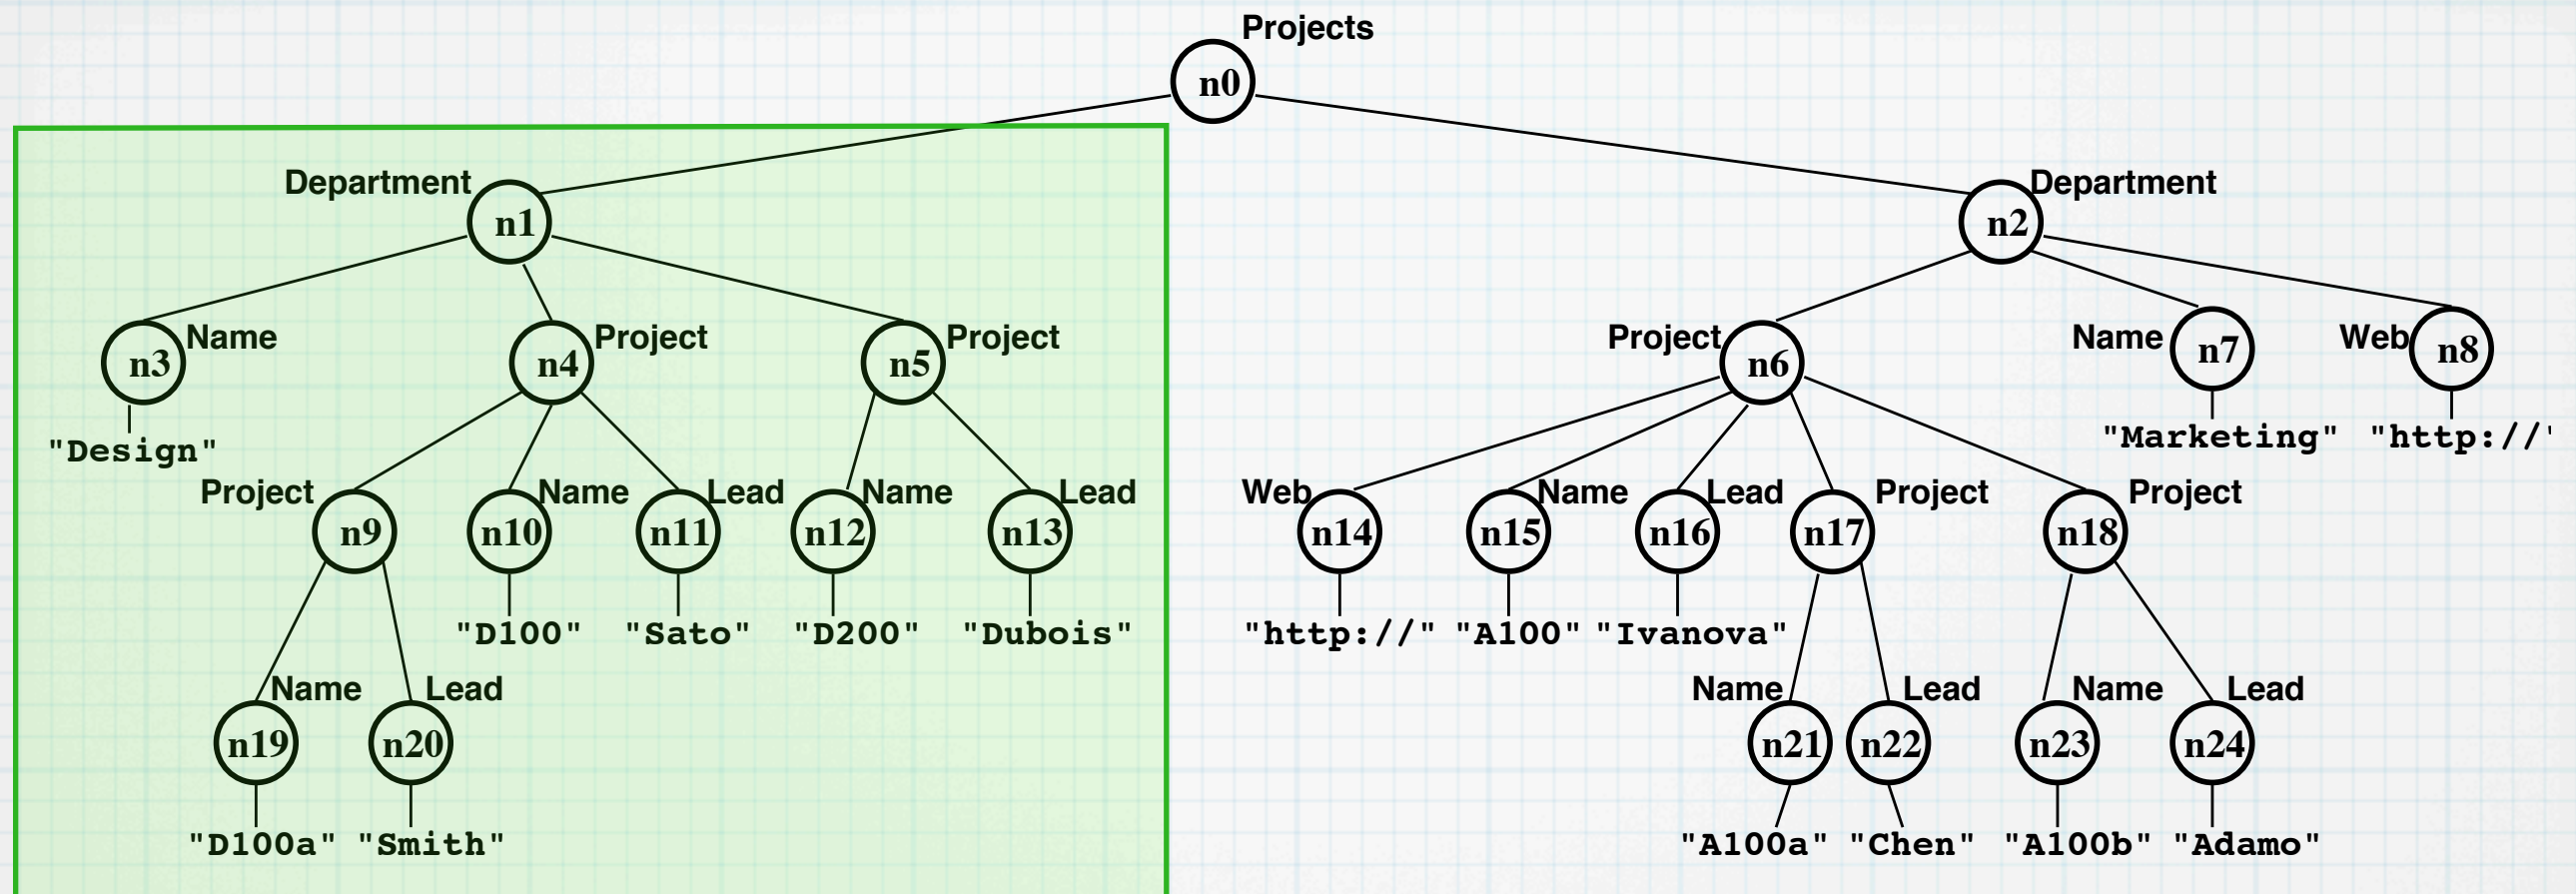 Projects
n0
Department
n1
Department
n2
Name
n3
Project
n4
Project
n5
Project
n6
Name
n7
Web
n8
"Design"
"Marketing"
"http://'
Project
n9
Name
n10
Lead
n11
Name
n12
Lead
n13
Web
n14
Name
n15
Lead
n16
Project
n17
Project
n18
"D100"
"Sato"
"D200"
"Dubois"
"http://"
"A100"
"Ivanova"
Name
n19
Lead
n20
Name
n21
Lead
n22
Name
n23
Lead
n24
"D100a"
"Smith"
"A100a"
"Chen"
"A100b"
"Adamo"